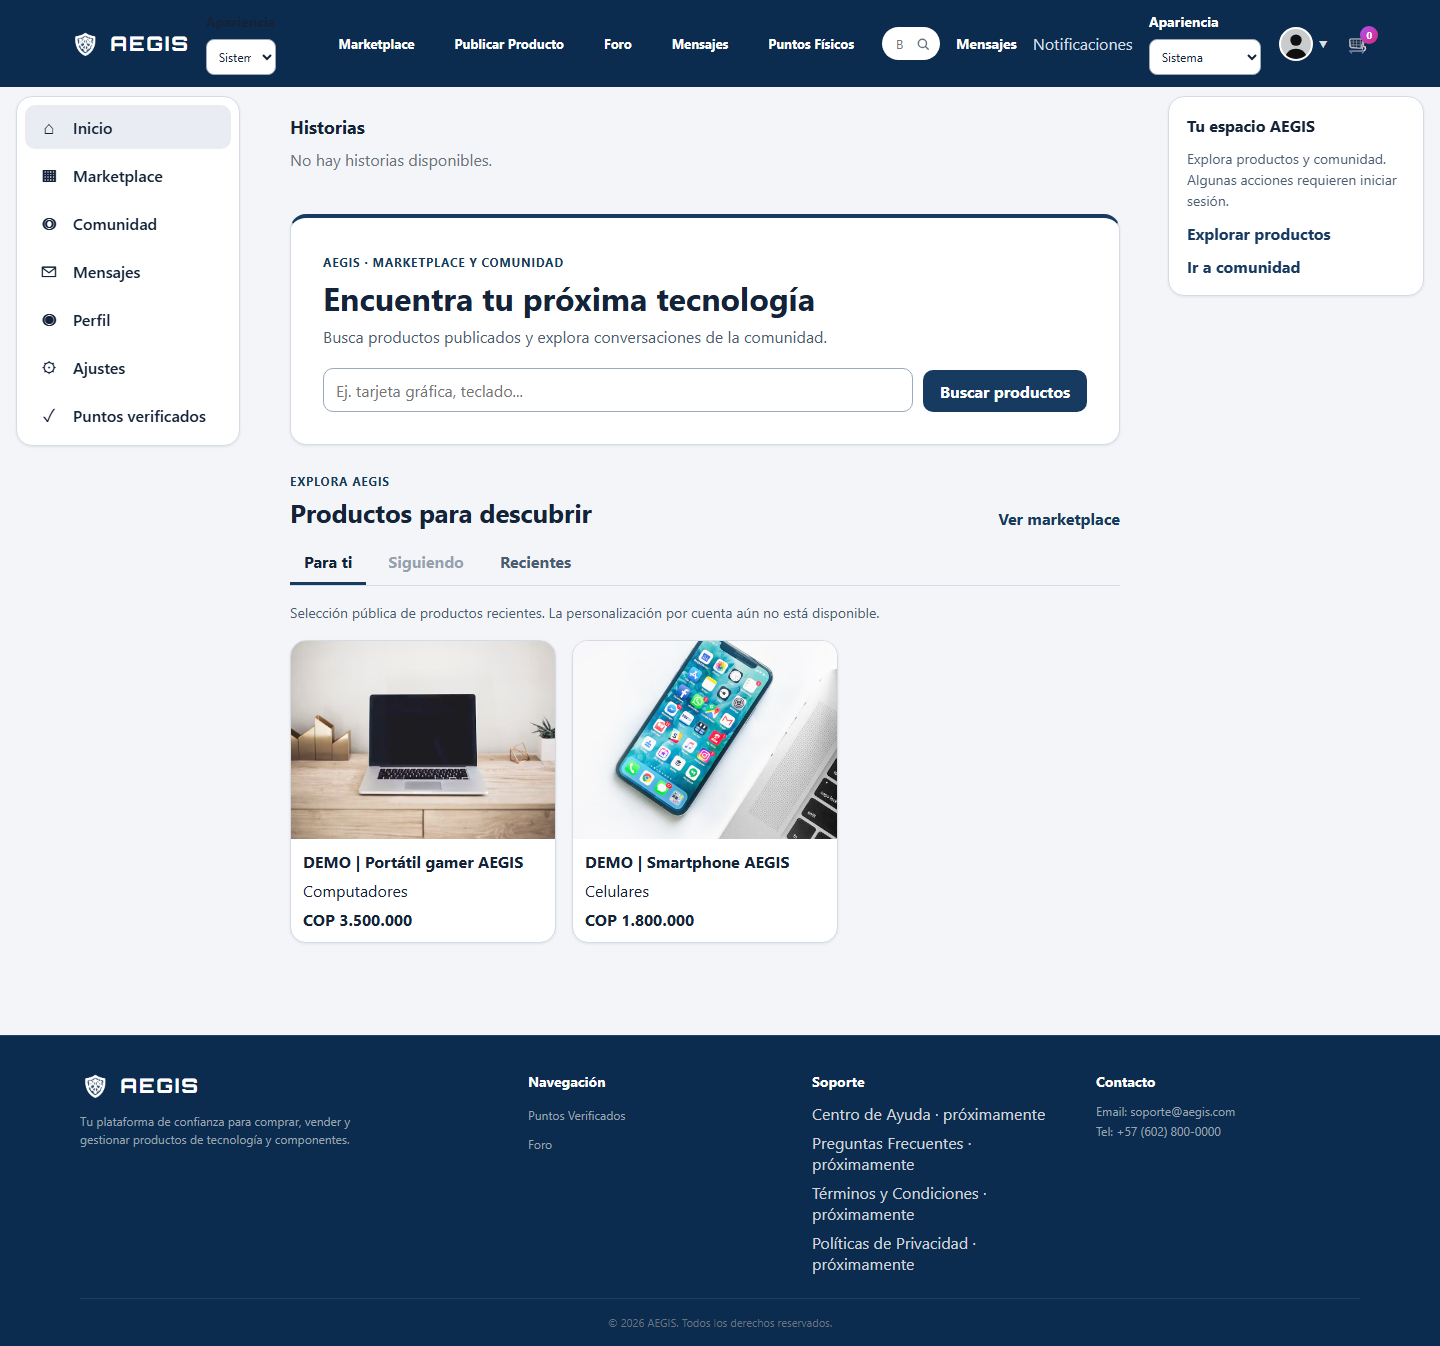 AEGIS
Apariencia
Sistem
Marketplace
Publicar Producto
Foro
Mensajes
Puntos Físicos
B
Mensajes
Notificaciones
Apariencia
Sistema
0
Inicio
Marketplace
Comunidad
Mensajes
Perfil
Ajustes
Puntos verificados
Historias
No hay historias disponibles.
AEGIS · MARKETPLACE Y COMUNIDAD
Encuentra tu próxima tecnología
Busca productos publicados y explora conversaciones de la comunidad.
Ej. tarjeta gráfica, teclado...
Buscar productos
Tu espacio AEGIS
Explora productos y comunidad.
Algunas acciones requieren iniciar
sesión.
Explorar productos
Ir a comunidad
EXPLORA AEGIS
Productos para descubrir
Ver marketplace
Para ti
Siguiendo
Recientes
Selección pública de productos recientes. La personalización por cuenta aún no está disponible.
DEMO | Portátil gamer AEGIS
Computadores
COP 3.500.000
DEMO | Smartphone AEGIS
Celulares
COP 1.800.000
AEGIS
Tu plataforma de confianza para comprar, vender y
gestionar productos de tecnología y componentes.
Navegación
Puntos Verificados
Foro
Soporte
Centro de Ayuda · próximamente
Preguntas Frecuentes ·
próximamente
Términos y Condiciones ·
próximamente
Políticas de Privacidad ·
próximamente
Contacto
Email: soporte@aegis.com
Tel: +57 (602) 800-0000
© 2026 AEGIS. Todos los derechos reservados.